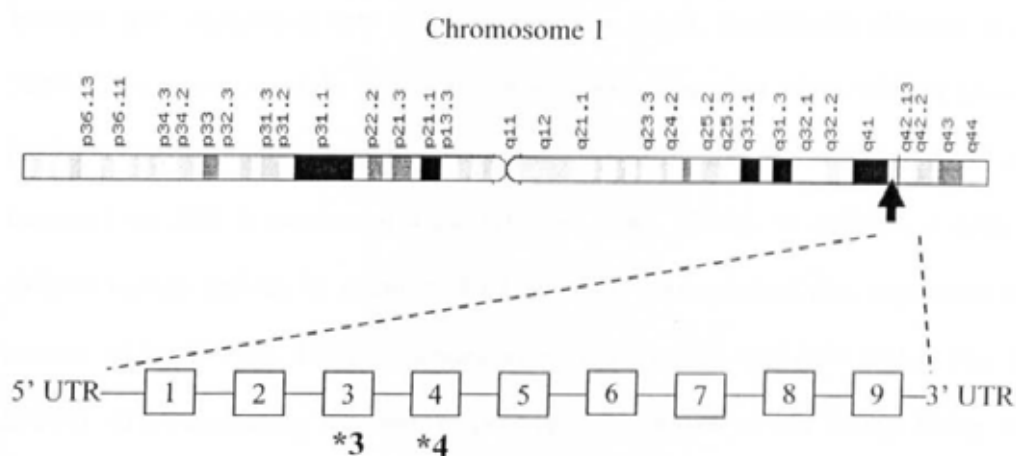 Chromosome 1
p36.13 p36.11 p34.3 p34.2 p33 p32.3 p31.3 p31.2 p31.1 p22.2 p21.3 p21.1 p13.3 q11 q12 q21.1 q23.3 q24.2 q25.2 q25.3 q31.1 q31.3 q32.1 q32.2 q41 q42.13 q42.2 q43 q44
5' UTR 1 2 3 4 5 6 7 8 9 3' UTR
*3 *4